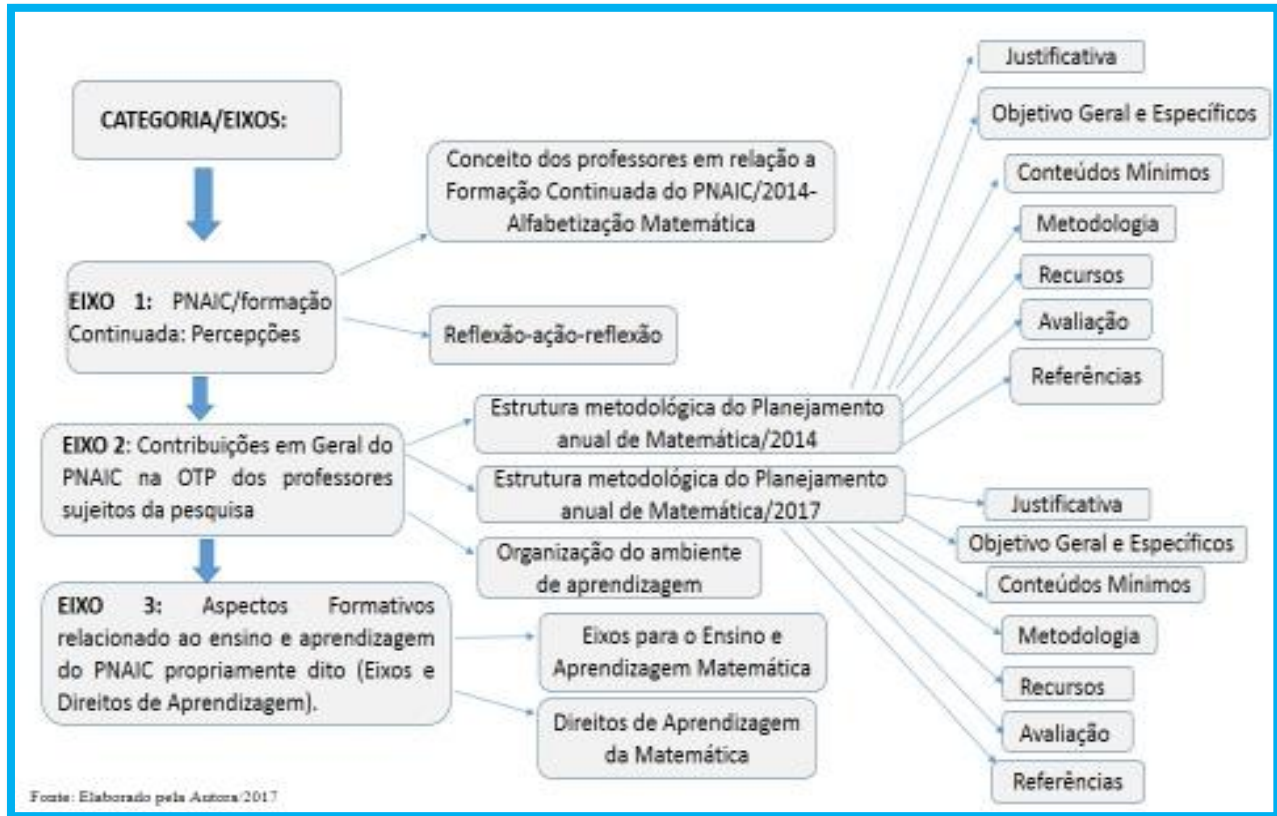 CATEGORIA/EIXOS:
EIXO 1: PNAIC/formação
Continuada: Percepções
Conceito dos professores em relação a
Formação Continuada do PNAIC/2014-
Alfabetização Matemática
Reflexão-ação-reflexão
EIXO 2: Contribuições em Geral do
PNAIC na OTP dos professores
sujeitos da pesquisa
Estrutura metodológica do Planejamento
anual de Matemática/2014
Justificativa
Objetivo Geral e Específicos
Conteúdos Mínimos
Metodologia
Recursos
Avaliação
Referências
Estrutura metodológica do Planejamento
anual de Matemática/2017
Justificativa
Objetivo Geral e Específicos
Conteúdos Mínimos
Metodologia
Recursos
Avaliação
Referências
Organização do ambiente
de aprendizagem
EIXO 3: Aspectos Formativos
relacionado ao ensino e aprendizagem
do PNAIC propriamente dito (Eixos e
Direitos de Aprendizagem).
Eixos para o Ensino e
Aprendizagem Matemática
Direitos de Aprendizagem
da Matemática
Fonte: Elaborado pela Autora/2017